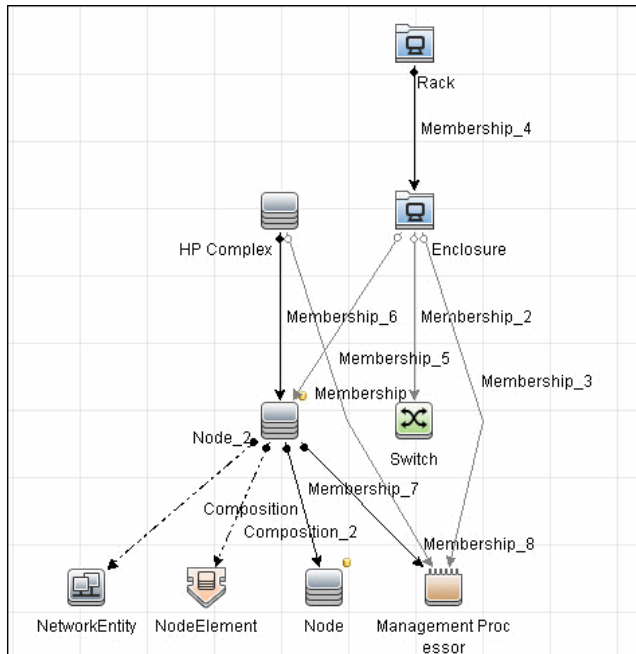 Rack
Membership_4
HP Complex
Enclosure
Membership_6
Membership_2
Membership_5
Membership_3
Membership
Node_2
Switch
Membership_7
Composition
Composition_2
Membership_8
NetworkEntity
NodeElement
Node
Management Proc
essor